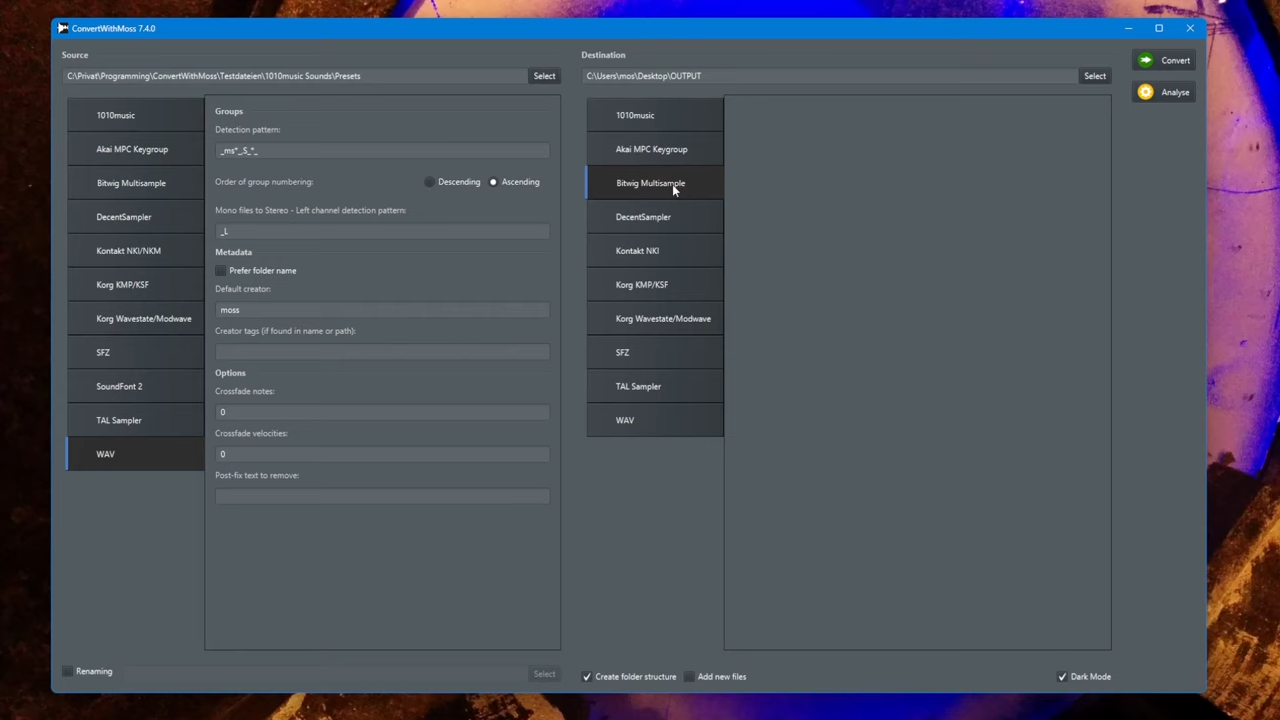 ConvertWithMoss 7.4.0
Source
C:\Privat\Programming\ConvertWithMoss\Testdateien\1010music Sounds\Presets
Select
1010music
Akai MPC Keygroup
Bitwig Multisample
DecentSampler
Kontakt NKI/NKM
Korg KMP/KSF
Korg Wavestate/Modwave
SFZ
SoundFont 2
TAL Sampler
WAV
Groups
Detection pattern:
_ms*_,S_*_
Order of group numbering:
Descending
Ascending
Mono files to Stereo - Left channel detection pattern:
_L
Metadata
Prefer folder name
Default creator:
moss
Creator tags (if found in name or path):
Options
Crossfade notes:
0
Crossfade velocities:
0
Post-fix text to remove:
Renaming
Select
Destination
C:\Users\mos\Desktop\OUTPUT
Select
1010music
Akai MPC Keygroup
Bitwig Multisample
DecentSampler
Kontakt NKI
Korg KMP/KSF
Korg Wavestate/Modwave
SFZ
TAL Sampler
WAV
Create folder structure
Add new files
Dark Mode
Convert
Analyse